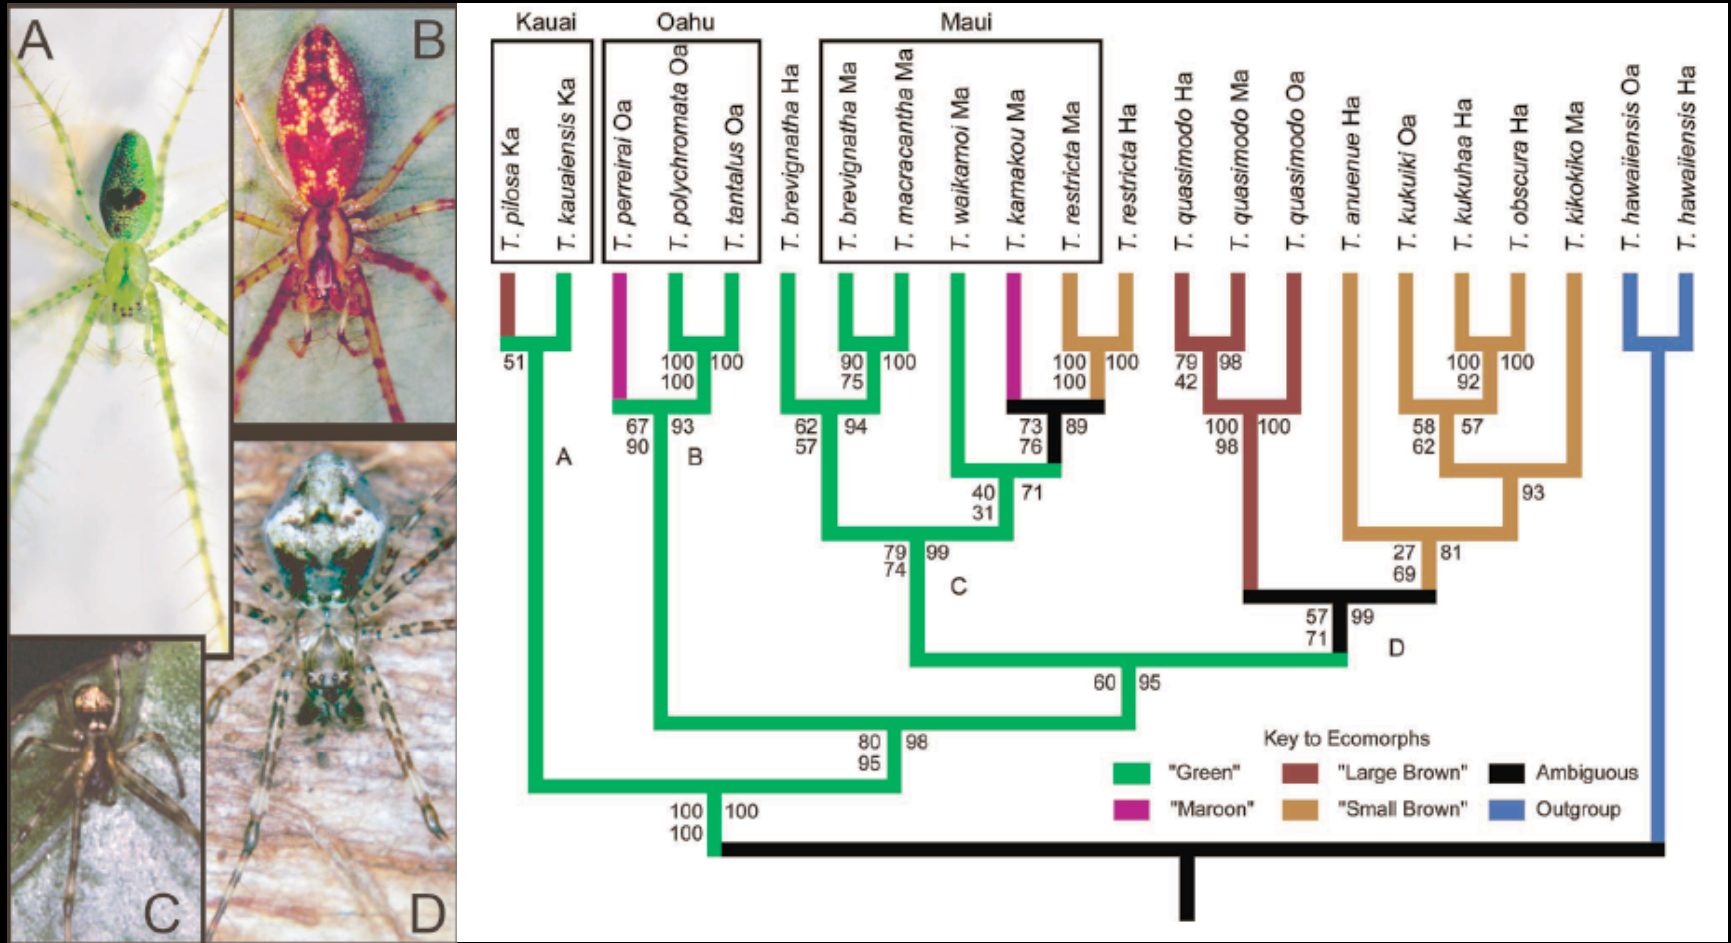 A
B
C
D
Kauai
Oahu
Maui
T. pilosa Ka
T. kauaiensis Ka
T. perreirai Oa
T. polychromata Oa
T. tantalus Oa
T. brevignatha Ha
T. brevignatha Ma
T. macracantha Ma
T. waikamoi Ma
T. kamakou Ma
T. restricta Ma
T. restricta Ha
T. quasimodo Ha
T. quasimodo Ma
T. quasimodo Oa
T. anuenue Ha
T. kukuiki Oa
T. kukuhaa Ha
T. obscura Ha
T. kikokiko Ma
T. hawaiiensis Oa
T. hawaiiensis Ha
51
100 100
100
90 100
75
100 100
100
79 98
42
100 100
92
67 93
90
62 94
57
73 89
76
100 100
98
58 57
62
A
B
40 71
31
93
79 99
74
27 81
69
C
57 99
71
D
60 95
80 98
95
Key to Ecomorphs
"Green" "Large Brown" Ambiguous
"Maroon" "Small Brown" Outgroup
100 100
100